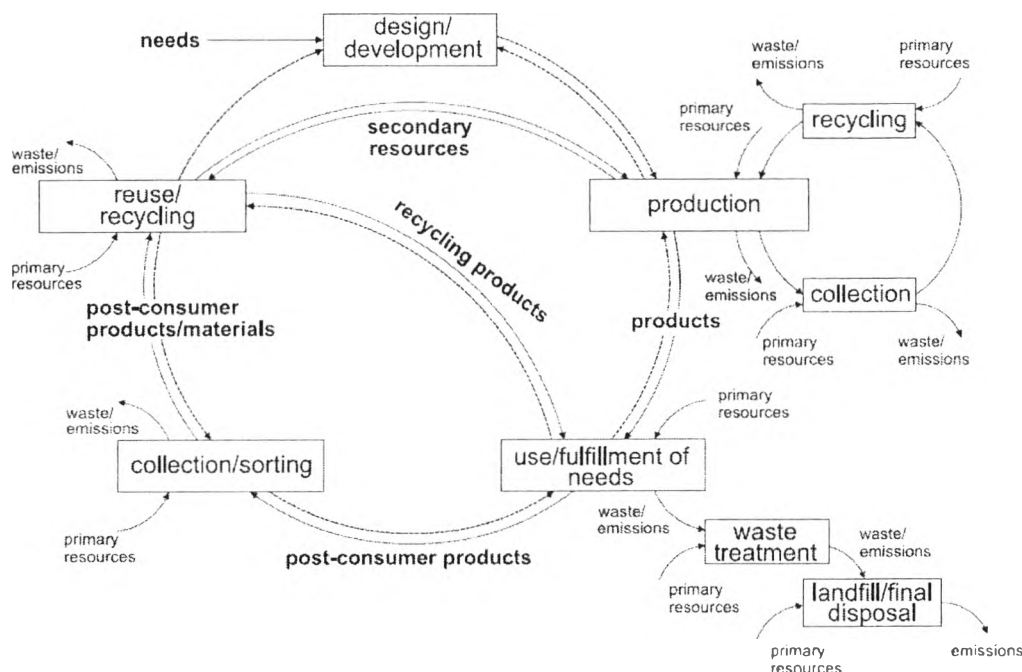 needs
design/
development
waste/
emissions
primary
resources
recycling
primary
resources
secondary
resources
waste/
emissions
reuse/
recycling
production
primary
resources
recycling products
waste/
emissions
collection
post-consumer
products/materials
products
primary
resources
waste/
emissions
waste/
emissions
primary
resources
collection/sorting
use/fulfillment of
needs
primary
resources
post-consumer products
waste/
emissions
waste
treatment
waste/
emissions
primary
resources
landfill/final
disposal
primary
resources
emissions